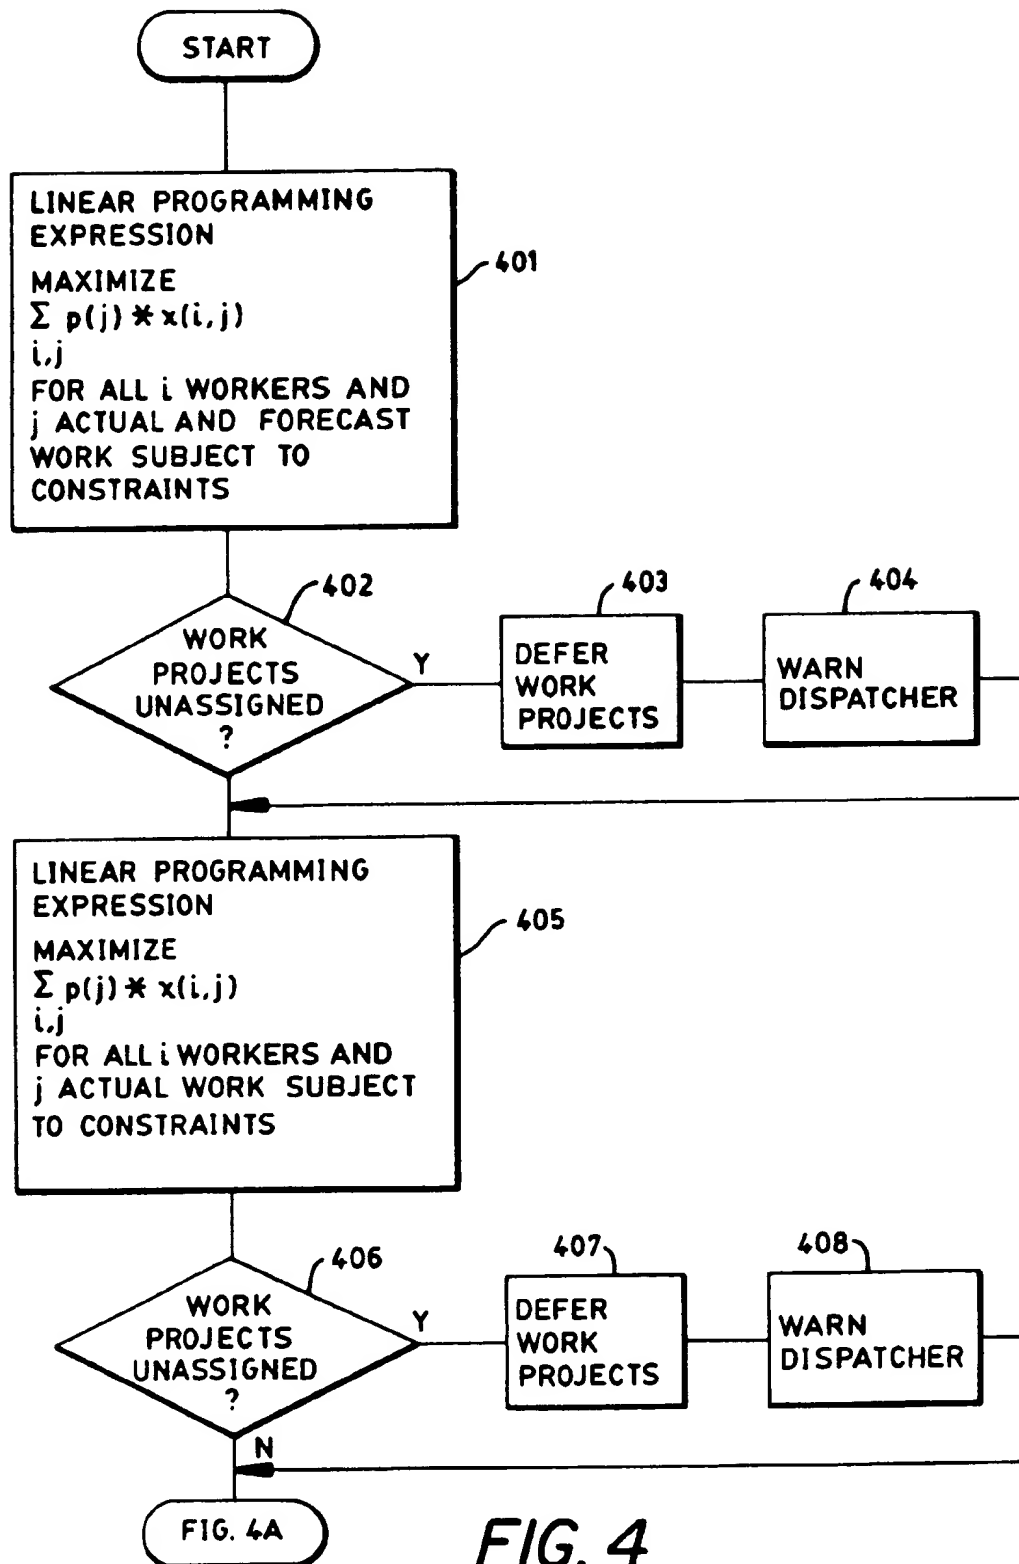 START
LINEAR PROGRAMMING
EXPRESSION
MAXIMIZE
Σ p(j) * x(i,j)
i,j
FOR ALL i WORKERS AND
j ACTUAL AND FORECAST
WORK SUBJECT TO
CONSTRAINTS
401
402
WORK
PROJECTS
UNASSIGNED
?
Y
403
DEFER
WORK
PROJECTS
404
WARN
DISPATCHER
LINEAR PROGRAMMING
EXPRESSION
MAXIMIZE
Σ p(j) * x(i,j)
i,j
FOR ALL i WORKERS AND
j ACTUAL WORK SUBJECT
TO CONSTRAINTS
405
406
WORK
PROJECTS
UNASSIGNED
?
Y
407
DEFER
WORK
PROJECTS
408
WARN
DISPATCHER
N
FIG. 4A
FIG. 4